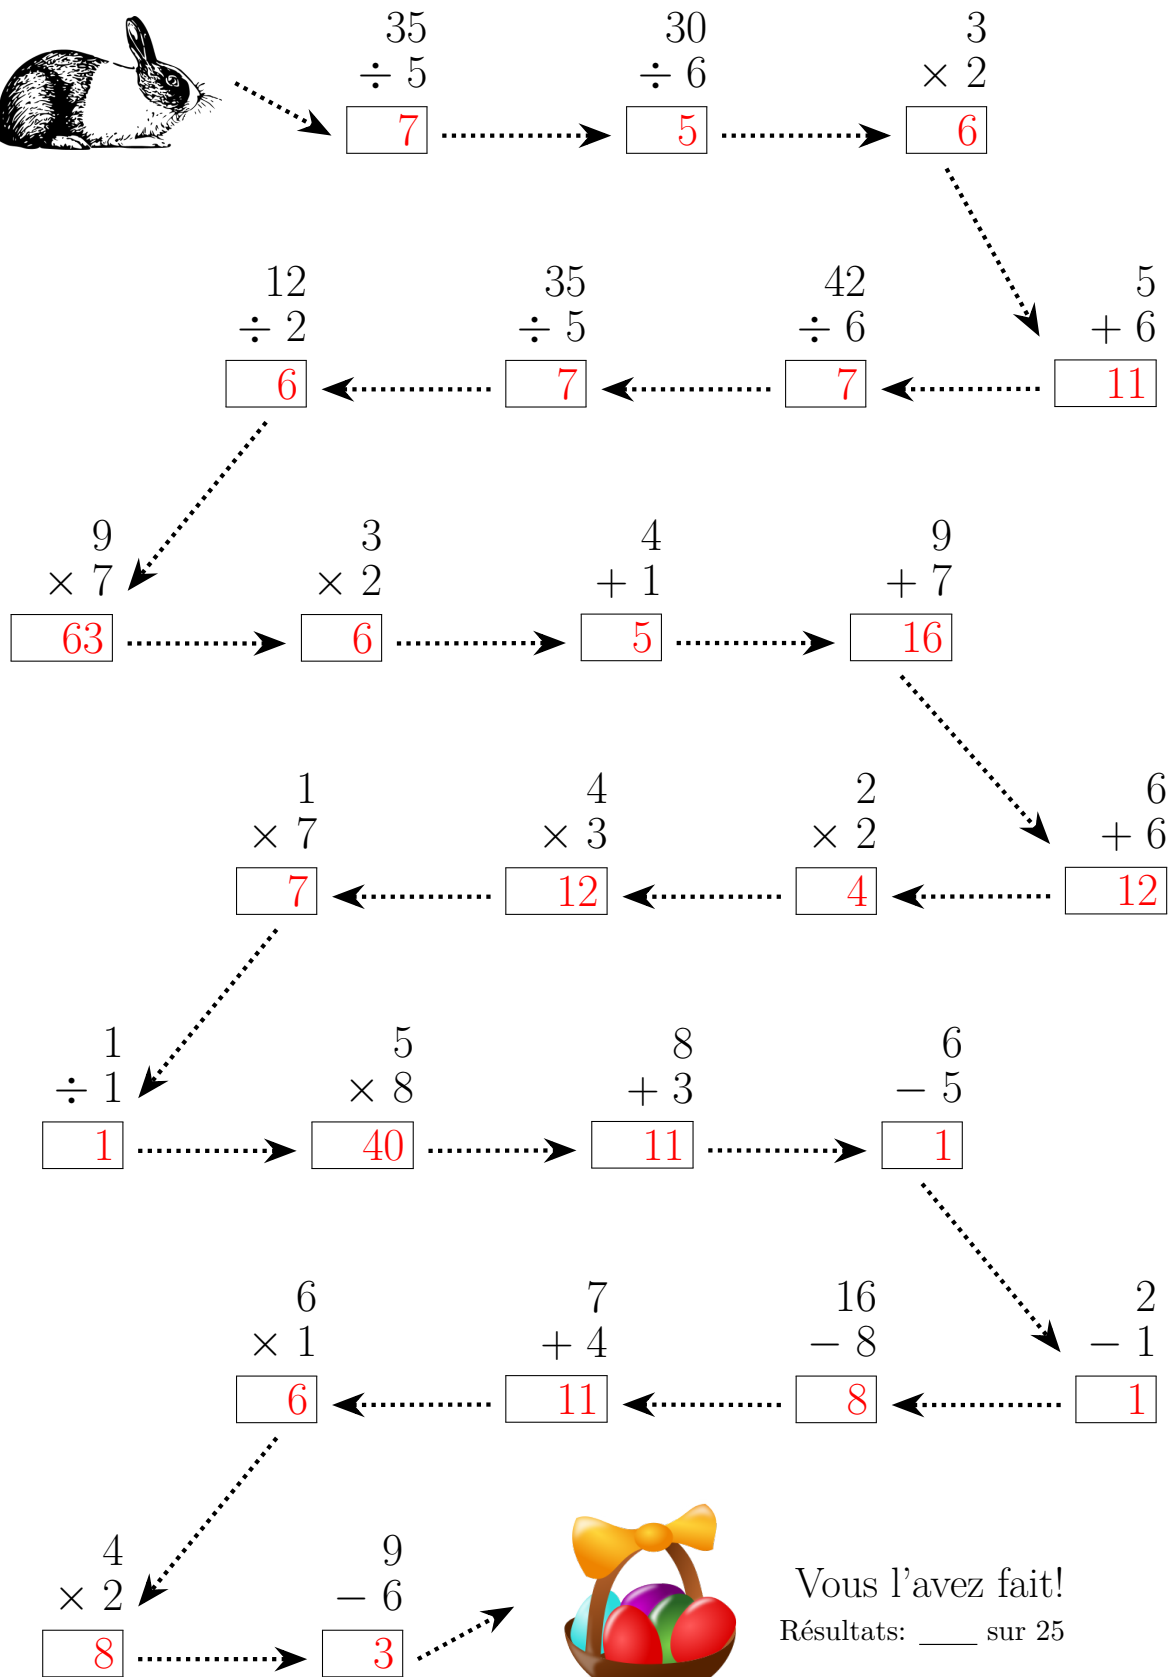 35 30 3
÷ 5 ÷ 6 × 2
7 5 6
12 35 42 5
÷ 2 ÷ 5 ÷ 6 + 6
6 7 7 11
9 3 4 9
× 7 × 2 + 1 + 7
63 6 5 16
1 4 2 6
× 7 × 3 × 2 + 6
7 12 4 12
1 5 8 6
÷ 1 × 8 + 3 − 5
1 40 11 1
6 7 16 2
× 1 + 4 − 8 − 1
6 11 8 1
4 9
× 2 − 6
8 3
Vous l'avez fait!
Résultats: ____ sur 25